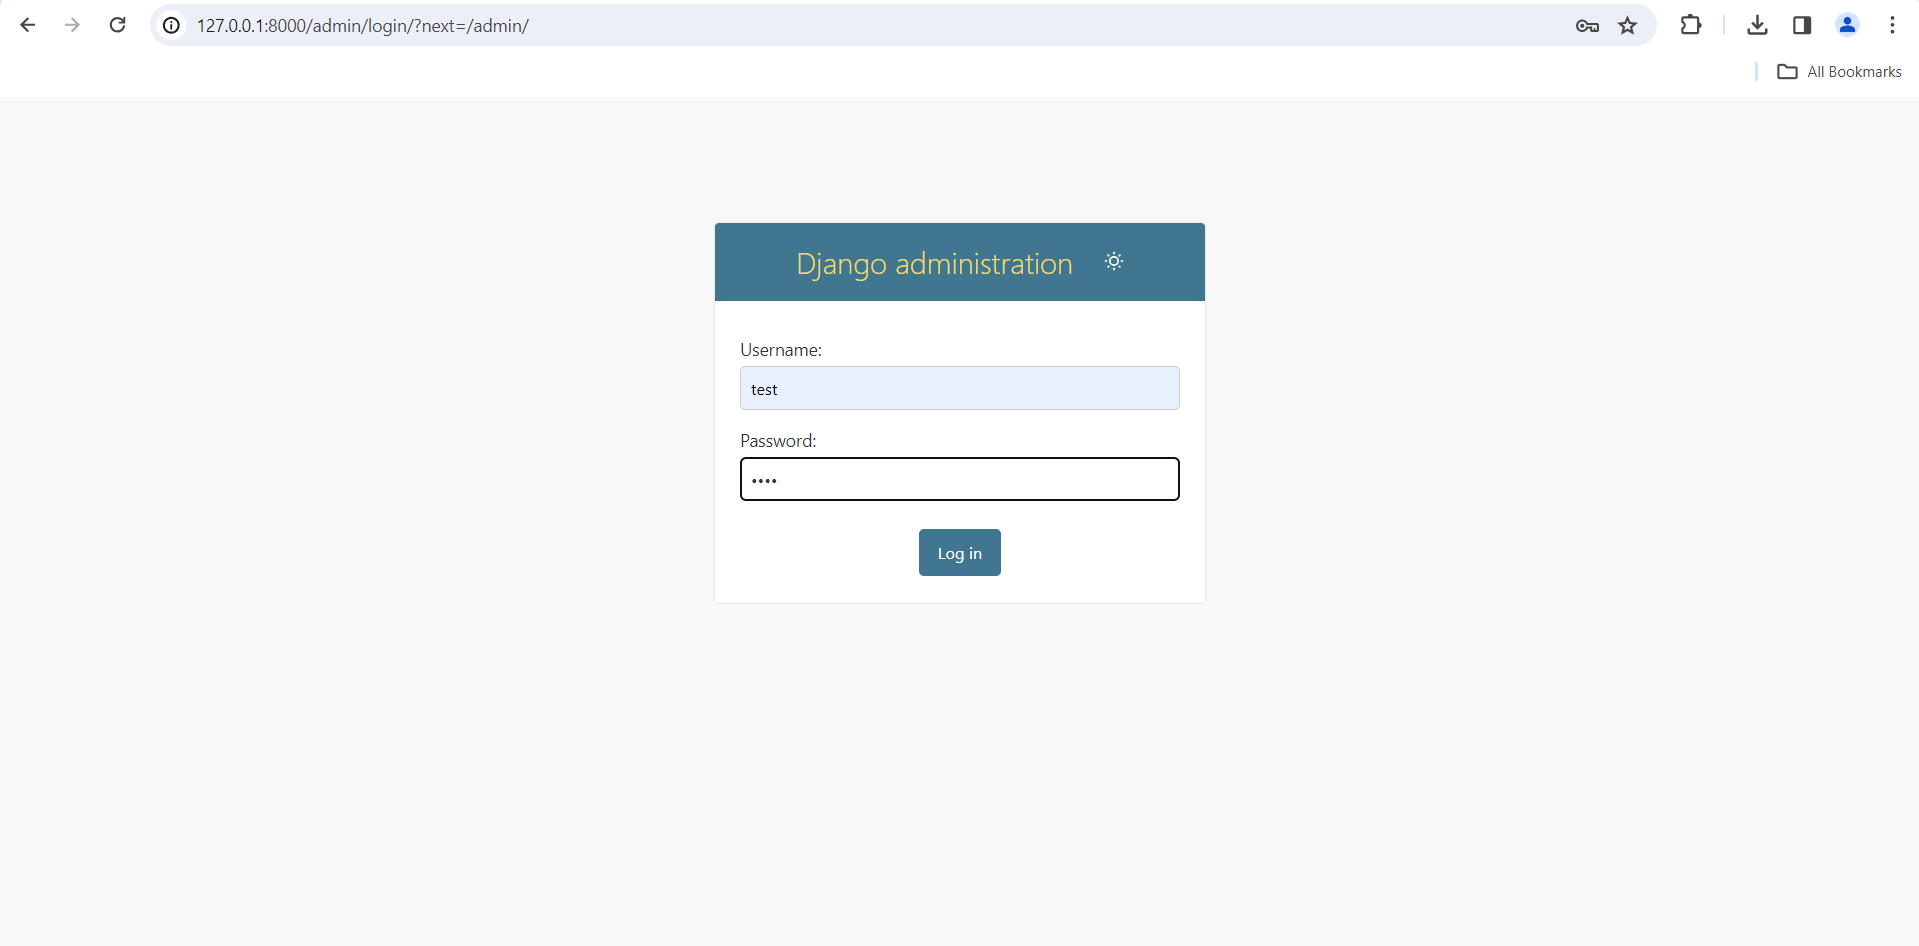 127.0.0.1:8000/admin/login/?next=/admin/
All Bookmarks
Django administration
Username:
test
Password:
••••
Log in